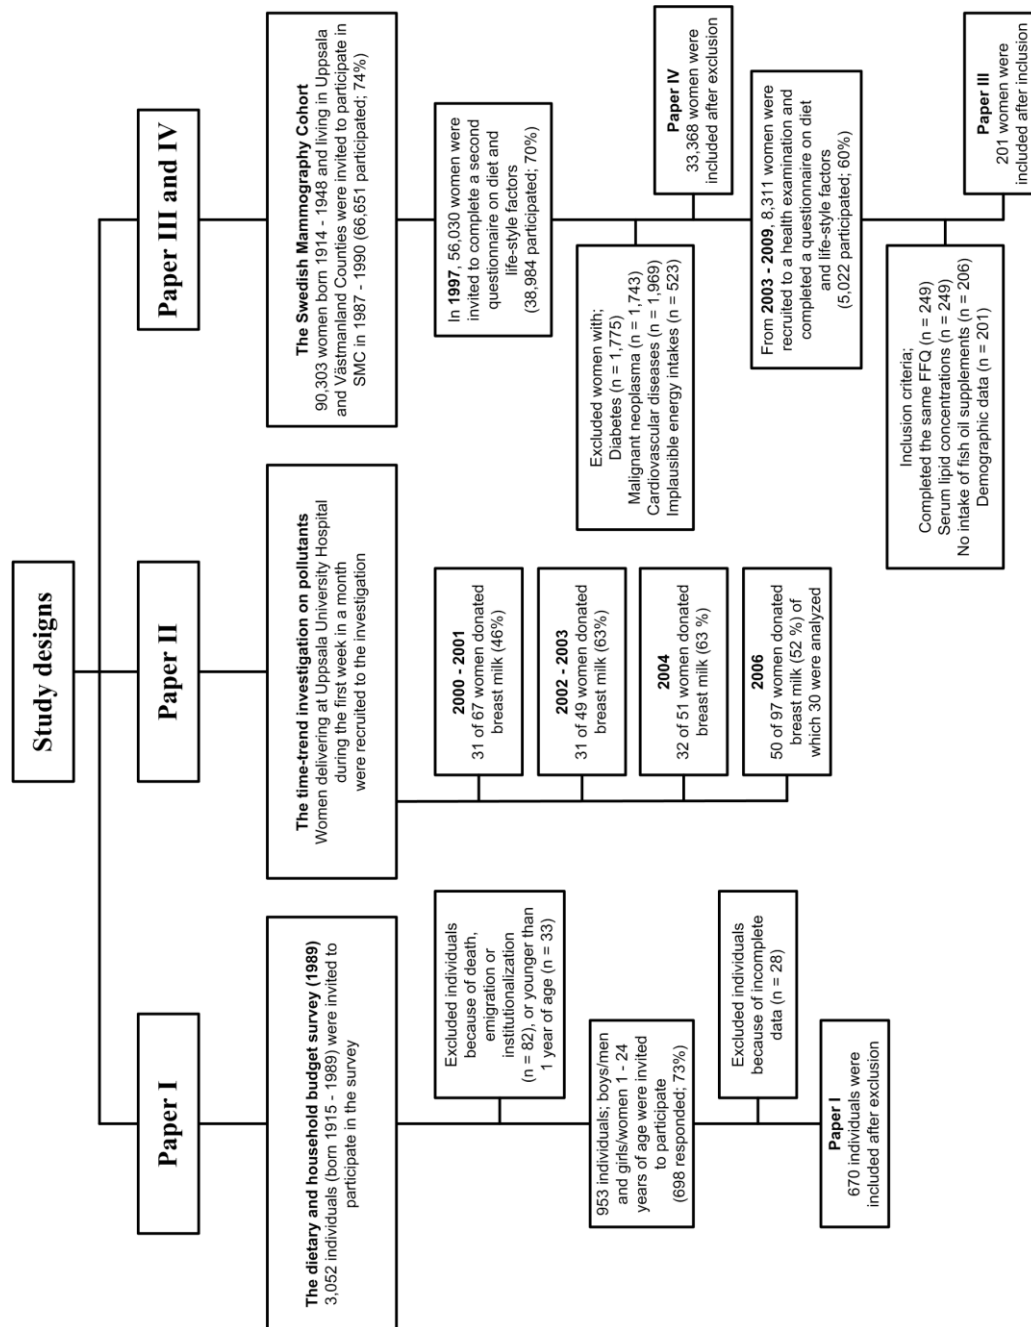 Study designs
Paper I
Paper II
Paper III and IV
The dietary and household budget survey (1989)
3,052 individuals (born 1915 - 1989) were invited to
participate in the survey
Excluded individuals
because of death,
emigration or
institutionalization
(n = 82), or younger than
1 year of age (n = 33)
953 individuals; boys/men
and girls/women 1 - 24
years of age were invited
to participate
(698 responded; 73%)
Excluded individuals
because of incomplete
data (n = 28)
Paper I
670 individuals were
included after exclusion
The time-trend investigation on pollutants
Women delivering at Uppsala University Hospital
during the first week in a month
were recruited to the investigation
2000 - 2001
31 of 67 women donated
breast milk (46%)
2002 - 2003
31 of 49 women donated
breast milk (63%)
2004
32 of 51 women donated
breast milk (63 %)
2006
50 of 97 women donated
breast milk (52 %) of
which 30 were analyzed
The Swedish Mammography Cohort
90,303 women born 1914 - 1948 and living in Uppsala
and Västmanland Counties were invited to participate in
SMC in 1987 - 1990 (66,651 participated; 74%)
In 1997, 56,030 women were
invited to complete a second
questionnaire on diet and
life-style factors
(38,984 participated; 70%)
Excluded women with;
Diabetes (n = 1,775)
Malignant neoplasma (n = 1,743)
Cardiovascular diseases (n = 1,969)
Implausible energy intakes (n = 523)
Paper IV
33,368 women were
included after exclusion
From 2003 - 2009, 8,311 women were
recruited to a health examination and
completed a questionnaire on diet
and life-style factors
(5,022 participated; 60%)
Inclusion criteria;
Completed the same FFQ (n = 249)
Serum lipid concentrations (n = 249)
No intake of fish oil supplements (n = 206)
Demographic data (n = 201)
Paper III
201 women were
included after inclusion